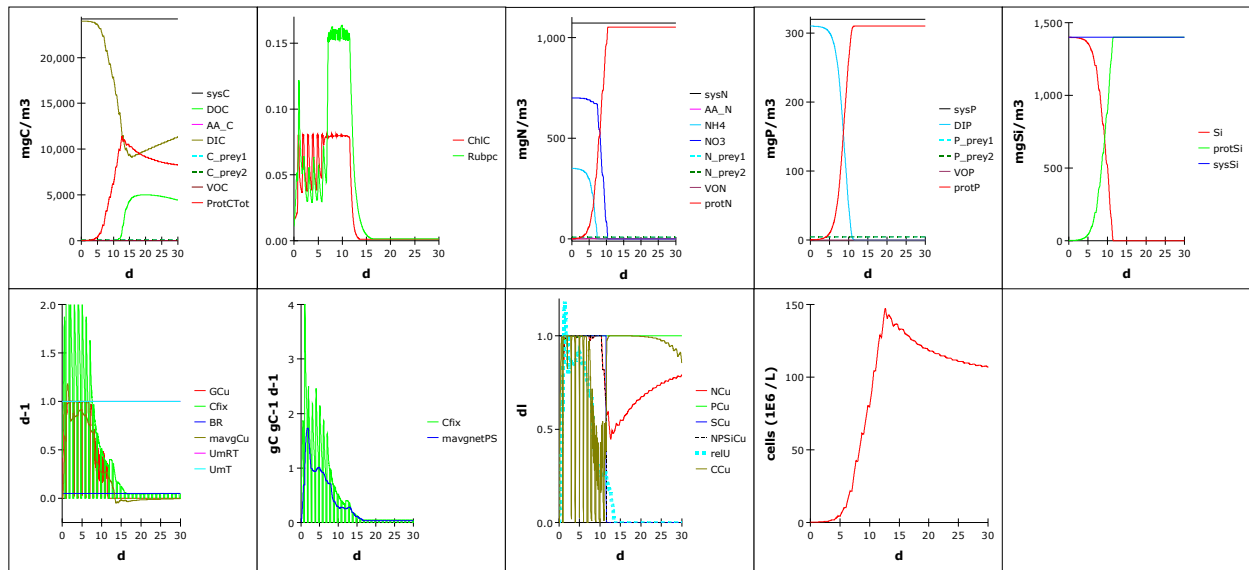 mgC/m3
20,000
15,000
10,000
5,000
0
0 5 10 15 20 25 30
d
sysC
DOC
AA_C
DIC
C_prey1
C_prey2
VOC
ProtCTot
0.15
0.10
0.05
0.00
0 5 10 15 20 25 30
d
ChlC
Rubpc
mgN/m3
1,000
500
0
0 5 10 15 20 25 30
d
sysN
AA_N
NH4
NO3
N_prey1
N_prey2
VON
protN
mgP/m3
300
200
100
0
0 10 20 30
d
sysP
DIP
P_prey1
P_prey2
VOP
protP
mgSi/m3
1,500
1,000
500
0
0 5 10 15 20 25 30
d
Si
protSi
sysSi
d-1
2.0
1.5
1.0
0.5
0.0
0 5 10 15 20 25 30
d
GCu
Cfix
BR
mavgCu
UmRT
UmT
gC gC-1 d-1
4
3
2
1
0
0 5 10 15 20 25 30
d
Cfix
mavgnetPS
dl
1.0
0.5
0.0
0 5 10 15 20 25 30
d
NCu
PCu
SCu
NPSiCu
relU
CCu
cells (1E6 / L)
150
100
50
0
0 10 20 30
d